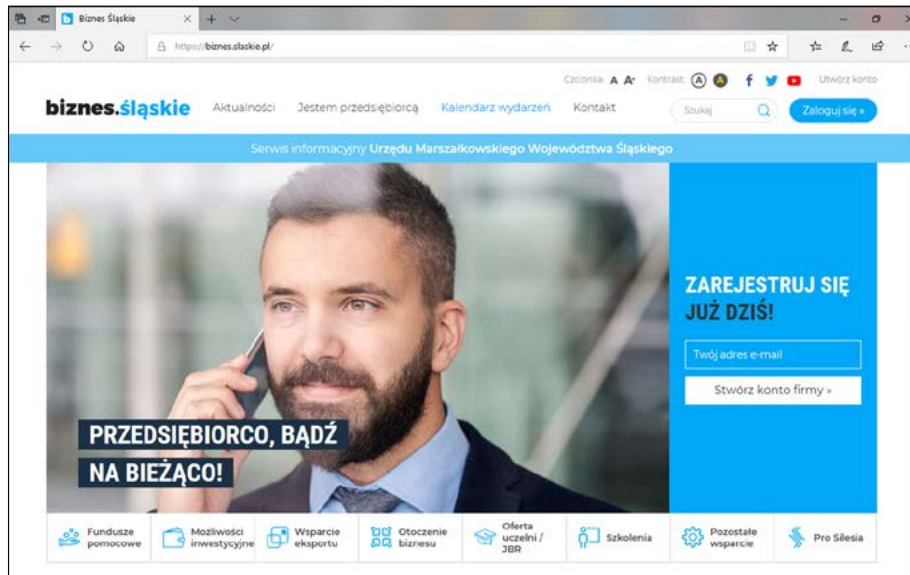 Biznes Śląskie
https://biznes.slaskie.pl/
Czcionka: A A+ Kontrast: A A Utwórz konto
biznes.śląskie Aktualności Jestem przedsiębiorcą Kalendarz wydarzeń Kontakt Szukaj Zaloguj się »
Serwis informacyjny Urzędu Marszałkowskiego Województwa Śląskiego
ZAREJESTRUJ SIĘ
JUŻ DZIŚ!
Twój adres e-mail
Stwórz konto firmy »
PRZEDSIĘBIORCO, BĄDŹ
NA BIEŻĄCO!
Fundusze
pomocowe
Możliwości
inwestycyjne
Wsparcie
eksportu
Otoczenie
biznesu
Oferta
uczelni /
JBR
Szkolenia
Pozostałe
wsparcie
Pro Silesia